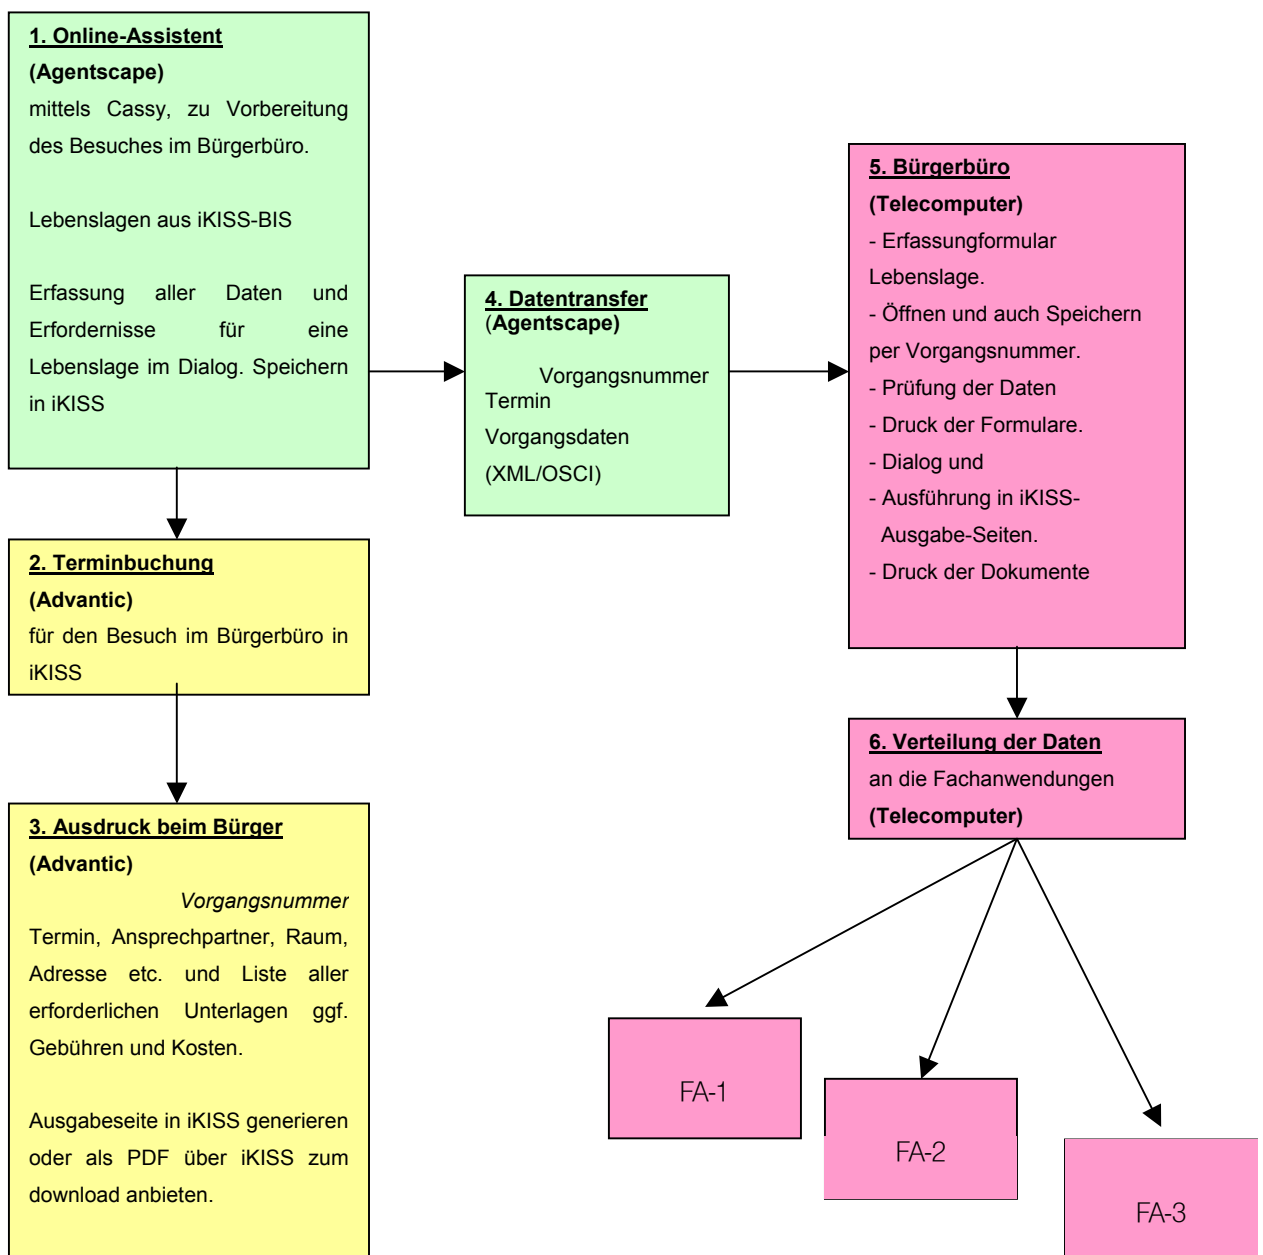 1. Online-Assistent
(Agentscape)
mittels Cassy, zu Vorbereitung
des Besuches im Bürgerbüro.
Lebenslagen aus iKISS-BIS
Erfassung aller Daten und
Erfordernisse für eine
Lebenslage im Dialog. Speichern
in iKISS
2. Terminbuchung
(Advantic)
für den Besuch im Bürgerbüro in
iKISS
3. Ausdruck beim Bürger
(Advantic)
Vorgangsnummer
Termin, Ansprechpartner, Raum,
Adresse etc. und Liste aller
erforderlichen Unterlagen ggf.
Gebühren und Kosten.
Ausgabeseite in iKISS generieren
oder als PDF über iKISS zum
download anbieten.
4. Datentransfer
(Agentscape)
Vorgangsnummer
Termin
Vorgangsdaten
(XML/OSCI)
5. Bürgerbüro
(Telecomputer)
- Erfassungformular
Lebenslage.
- Öffnen und auch Speichern
per Vorgangsnummer.
- Prüfung der Daten
- Druck der Formulare.
- Dialog und
- Ausführung in iKISS-
Ausgabe-Seiten.
- Druck der Dokumente
6. Verteilung der Daten
an die Fachanwendungen
(Telecomputer)
FA-1
FA-2
FA-3